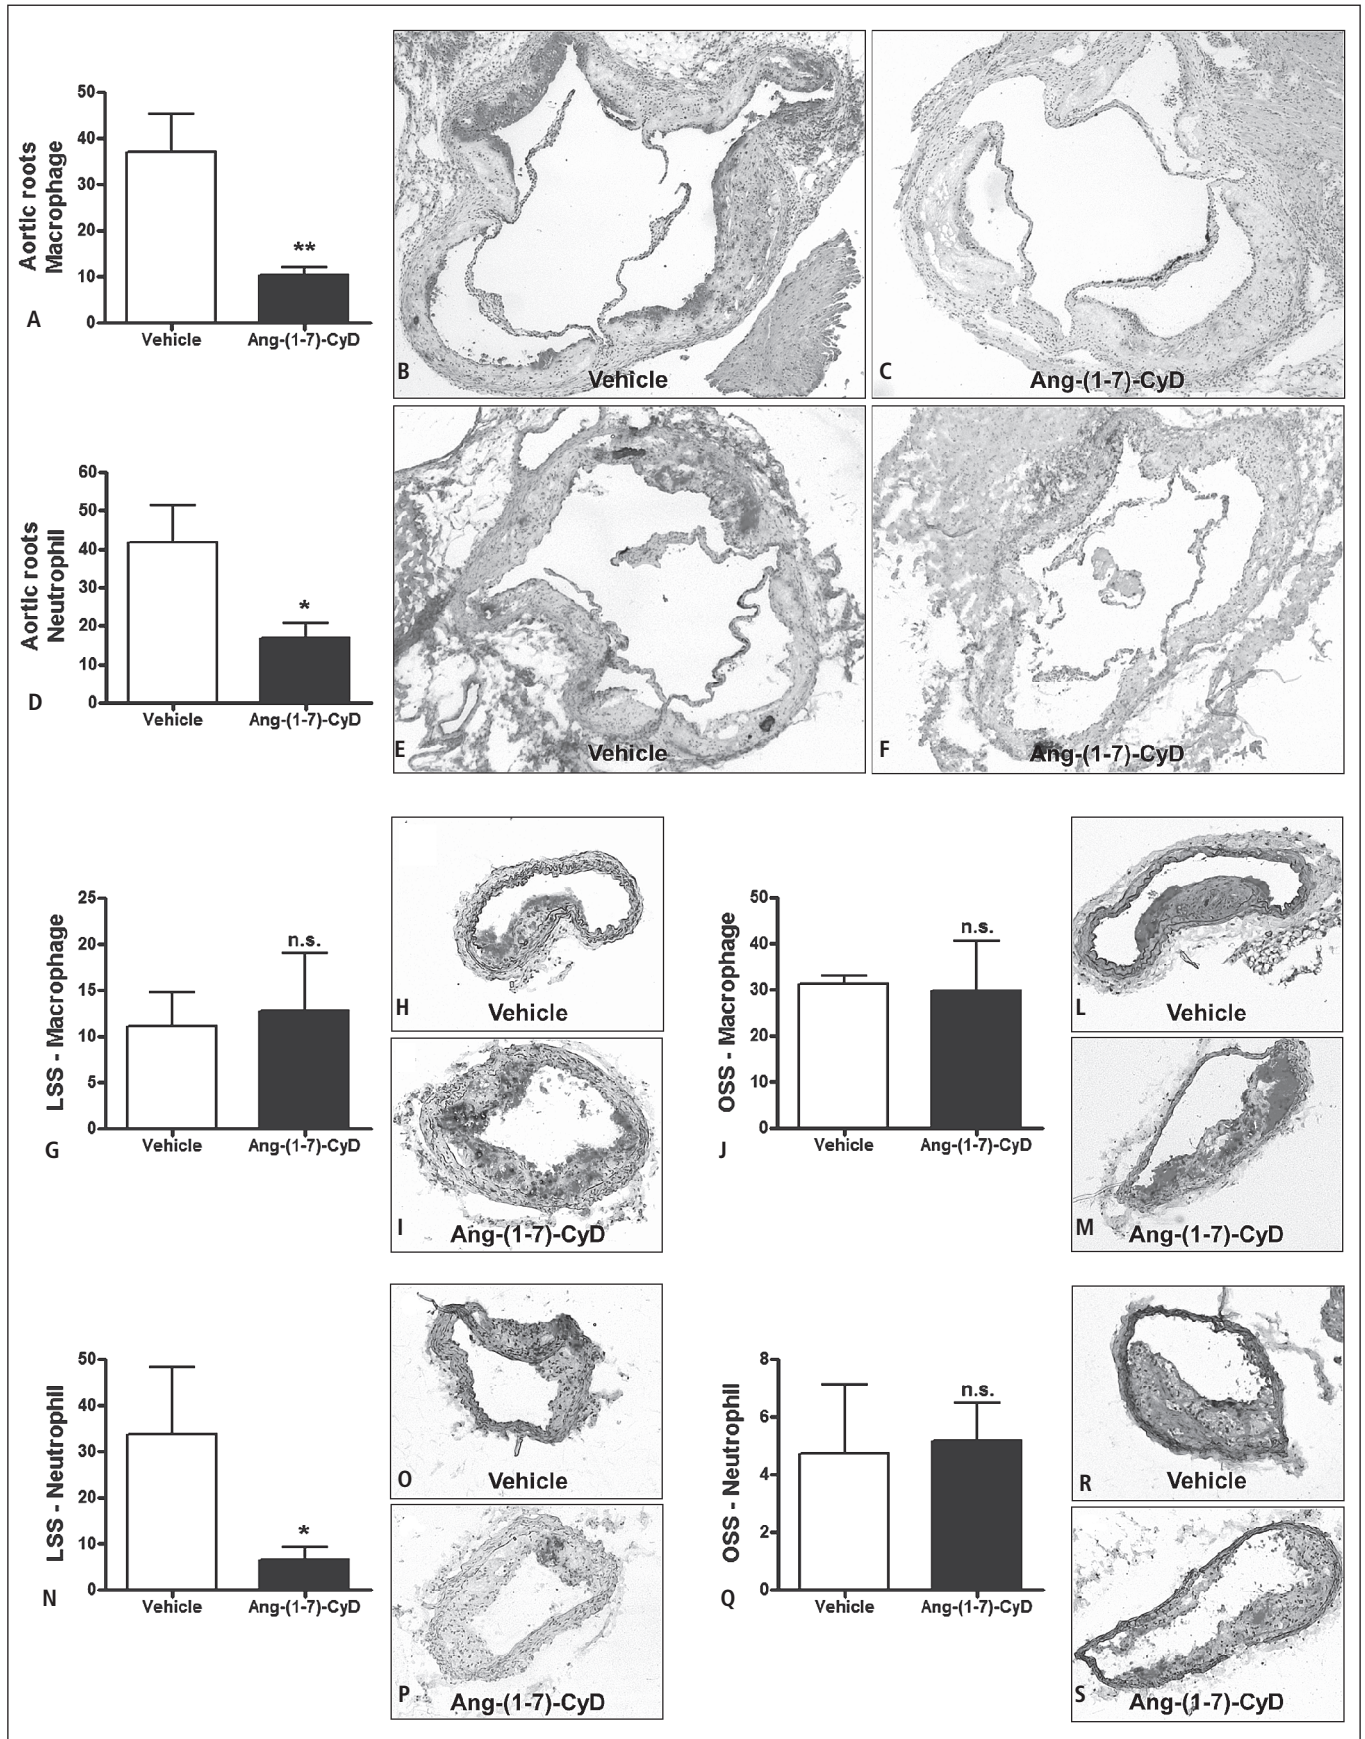 Aortic roots
Macrophage
50
40
30
20
10
0
**
Vehicle
Ang-(1-7)-CyD
A
B
Vehicle
C
Ang-(1-7)-CyD
Aortic roots
Neutrophil
60
50
40
30
20
10
0
*
Vehicle
Ang-(1-7)-CyD
D
E
Vehicle
F
Ang-(1-7)-CyD
LSS - Macrophage
25
20
15
10
5
0
n.s.
Vehicle
Ang-(1-7)-CyD
G
H
Vehicle
I
Ang-(1-7)-CyD
OSS - Macrophage
50
40
30
20
10
0
n.s.
Vehicle
Ang-(1-7)-CyD
J
L
Vehicle
M
Ang-(1-7)-CyD
LSS - Neutrophil
50
40
30
20
10
0
*
Vehicle
Ang-(1-7)-CyD
N
O
Vehicle
P
Ang-(1-7)-CyD
OSS - Neutrophil
8
6
4
2
0
n.s.
Vehicle
Ang-(1-7)-CyD
Q
R
Vehicle
S
Ang-(1-7)-CyD